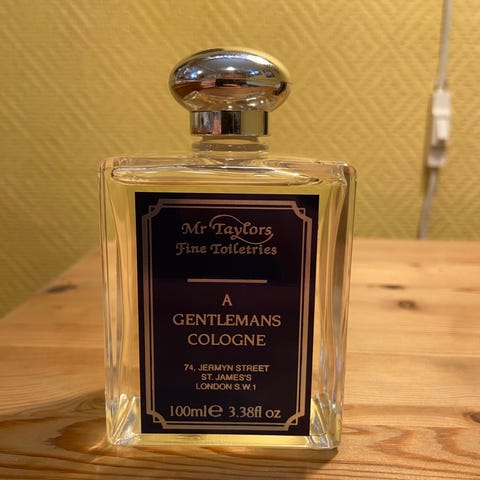 Mr Taylors
Fine Toiletries
A
GENTLEMANS
COLOGNE
74, JERMYN STREET
ST. JAMES'S
LONDON S.W.1
100ml℮ 3.38fl oz